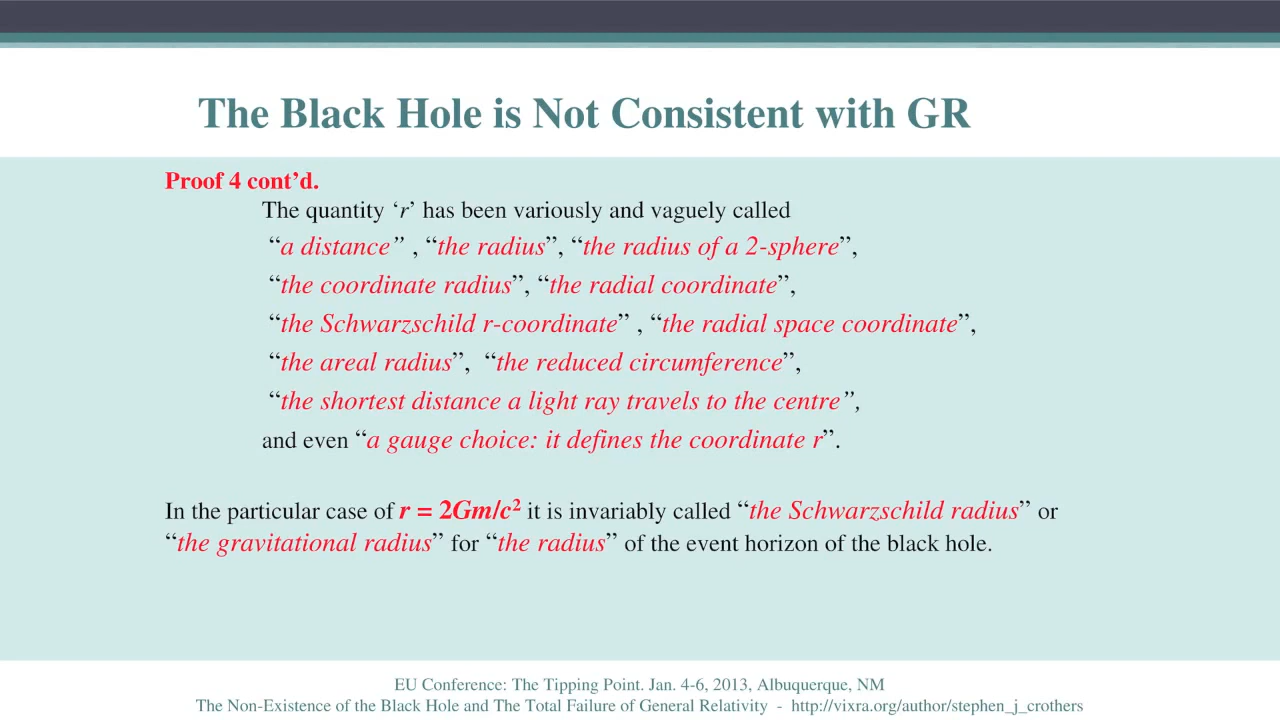 The Black Hole is Not Consistent with GR
Proof 4 cont’d.
The quantity ‘r’ has been variously and vaguely called
“a distance” , “the radius”, “the radius of a 2-sphere”,
“the coordinate radius”, “the radial coordinate”,
“the Schwarzschild r-coordinate” , “the radial space coordinate”,
“the areal radius”, “the reduced circumference”,
“the shortest distance a light ray travels to the centre”,
and even “a gauge choice: it defines the coordinate r”.
In the particular case of r = 2Gm/c² it is invariably called “the Schwarzschild radius” or
“the gravitational radius” for “the radius” of the event horizon of the black hole.
EU Conference: The Tipping Point. Jan. 4-6, 2013, Albuquerque, NM
The Non-Existence of the Black Hole and The Total Failure of General Relativity - http://vixra.org/author/stephen_j_crothers